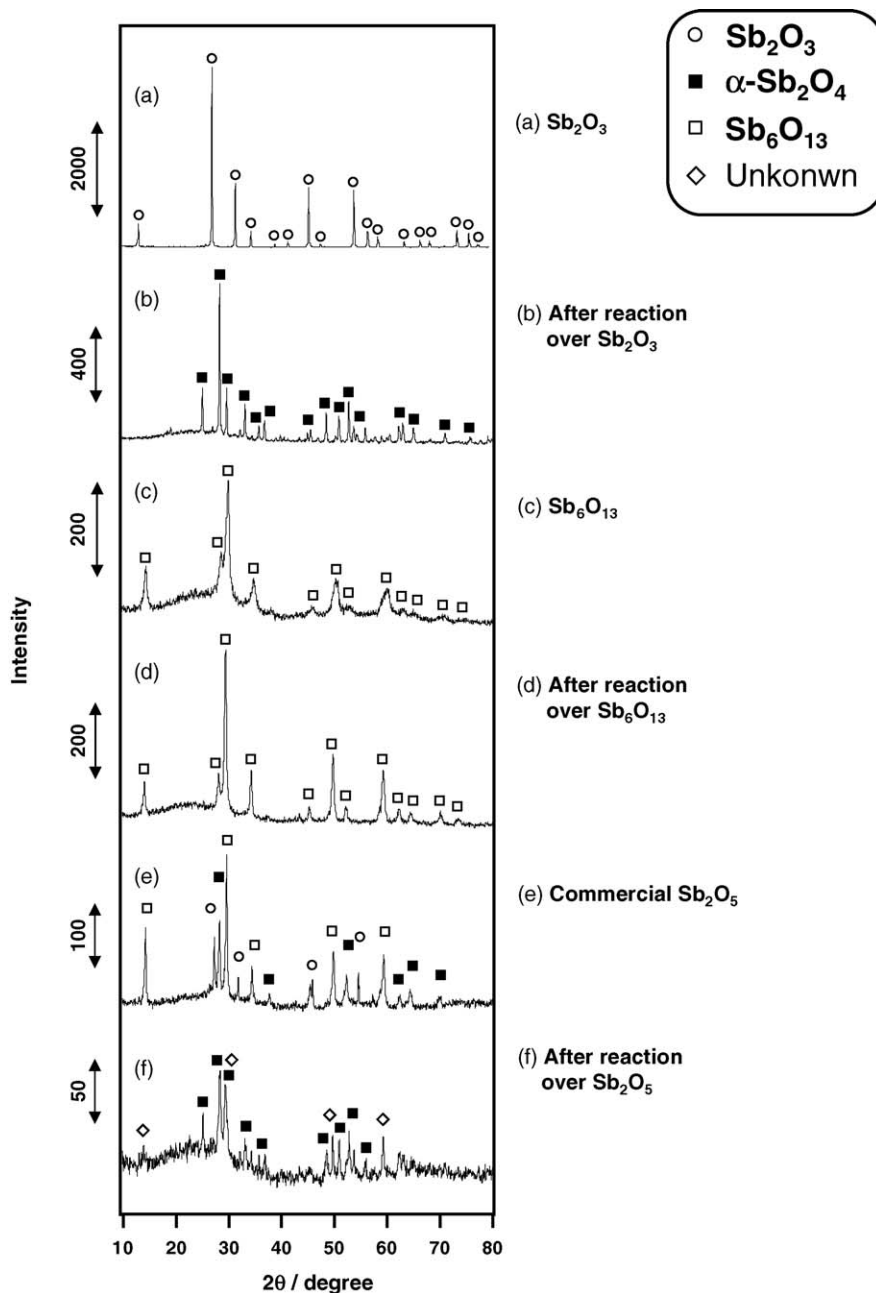 Sb2O3
α-Sb2O4
Sb6O13
Unkonwn
(a)
(a) Sb2O3
2000
(b)
(b) After reaction
over Sb2O3
400
(c)
(c) Sb6O13
200
(d)
(d) After reaction
over Sb6O13
200
(e)
(e) Commercial Sb2O5
100
(f)
(f) After reaction
over Sb2O5
50
Intensity
10 20 30 40 50 60 70 80
2θ / degree